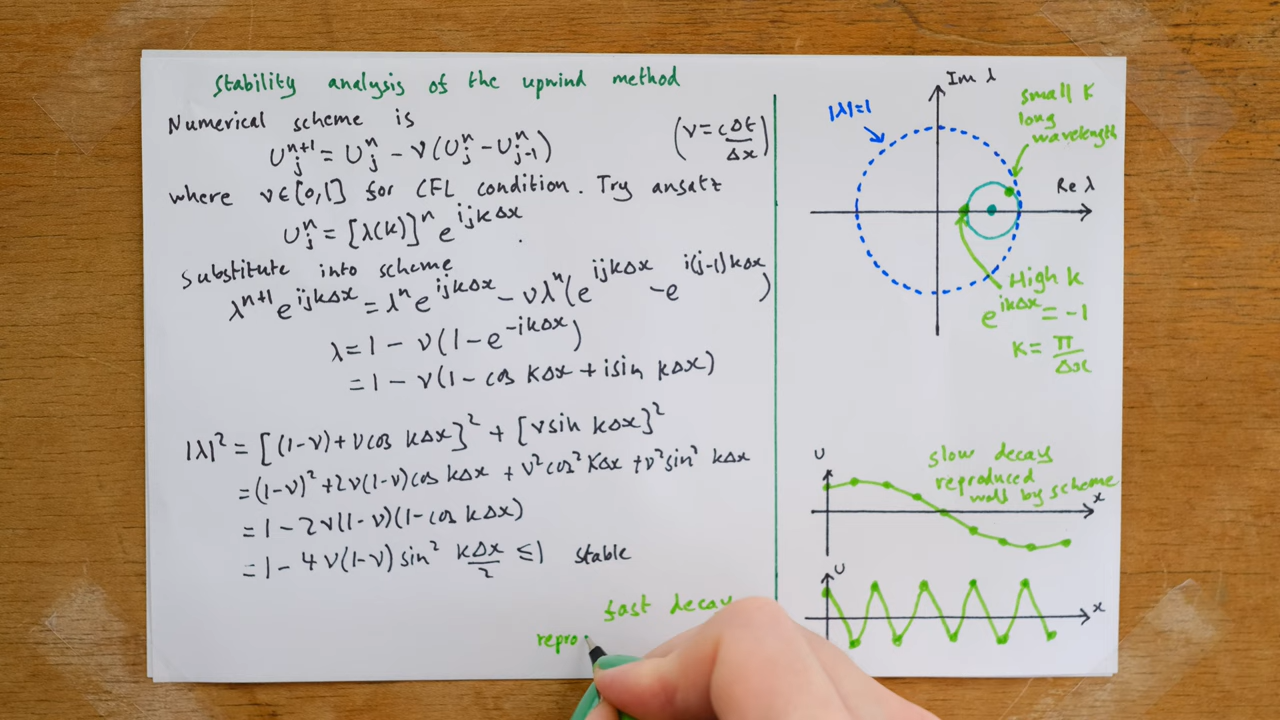 Stability analysis of the upwind method
Numerical scheme is
U_j^{n+1} = U_j^n - ν(U_j^n - U_{j-1}^n)
(ν = cΔt/Δx)
where ν∈[0,1] for CFL condition. Try ansatz
U_j^n = [λ(k)]^n e^{ijkΔx}
Substitute into scheme
λ^{n+1} e^{ijkΔx} = λ^n e^{ijkΔx} - νλ^n(e^{ijkΔx} - e^{i(j-1)kΔx})
λ = 1 - ν(1 - e^{-ikΔx})
= 1 - ν(1 - cos kΔx + i sin kΔx)
|λ|² = [(1-ν) + ν cos kΔx]² + [ν sin kΔx]²
= (1-ν)² + 2ν(1-ν) cos kΔx + ν² cos² kΔx + ν² sin² kΔx
= 1 - 2ν(1-ν)(1 - cos kΔx)
= 1 - 4ν(1-ν) sin² kΔx/2 ≤ 1 stable
fast decay
repro
Im λ
|λ|=1
small k
long
wavelength
Re λ
High k
e^{ikΔx} = -1
k = π/Δx
U
slow decays
reproduced
well by scheme
x
U
x